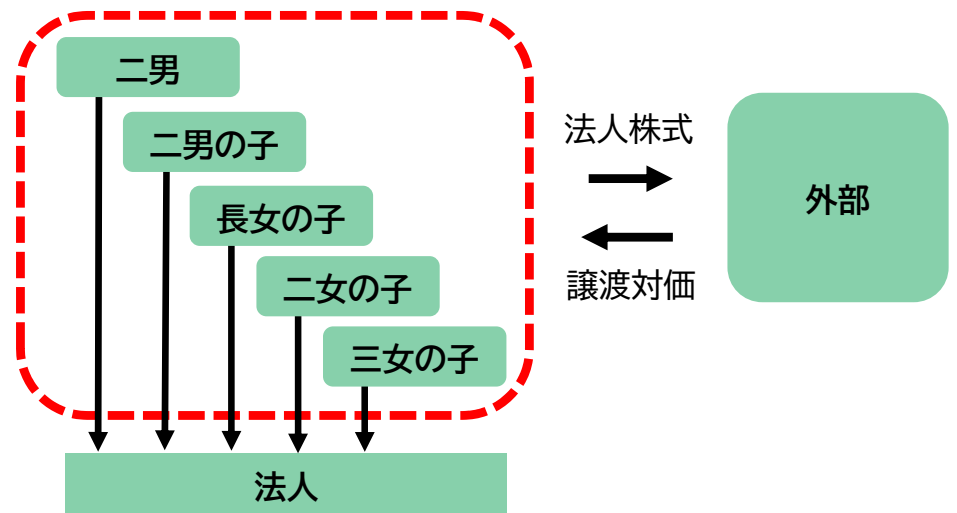 二男
二男の子
長女の子
二女の子
三女の子
法人
法人株式
譲渡対価
外部